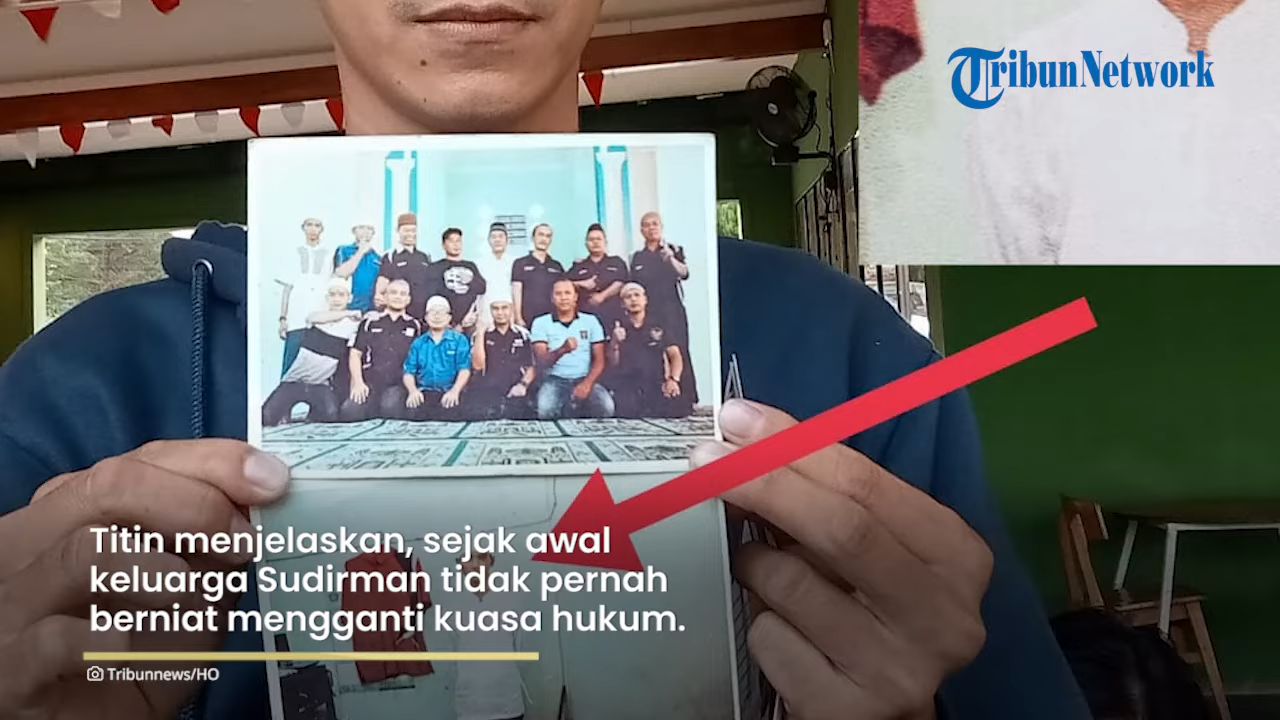 TribunNetwork
Titin menjelaskan, sejak awal
keluarga Sudirman tidak pernah
berniat mengganti kuasa hukum.
Tribunnews/HO